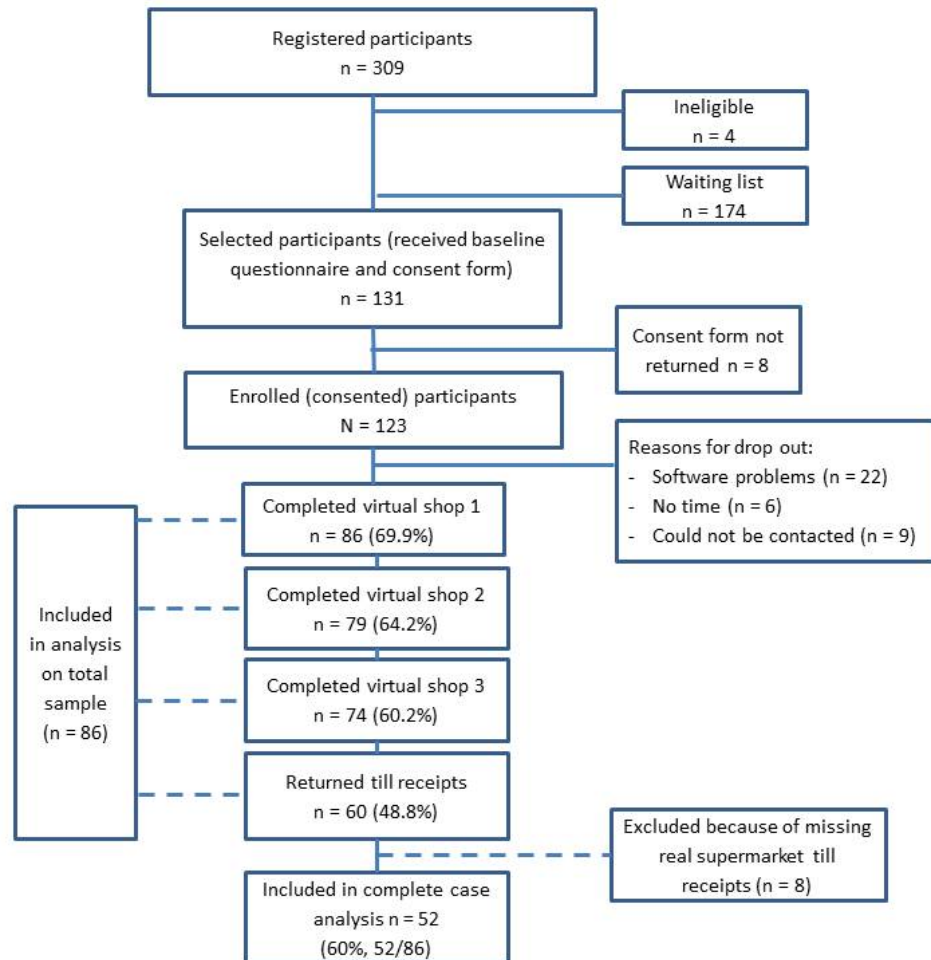 Registered participants
n = 309
Ineligible
n = 4
Waiting list
n = 174
Selected participants (received baseline
questionnaire and consent form)
n = 131
Consent form not
returned n = 8
Enrolled (consented) participants
N = 123
Reasons for drop out:
- Software problems (n = 22)
- No time (n = 6)
- Could not be contacted (n = 9)
Completed virtual shop 1
n = 86 (69.9%)
Completed virtual shop 2
n = 79 (64.2%)
Included
in analysis
on total
sample
(n = 86)
Completed virtual shop 3
n = 74 (60.2%)
Returned till receipts
n = 60 (48.8%)
Excluded because of missing
real supermarket till
receipts (n = 8)
Included in complete case
analysis n = 52
(60%, 52/86)